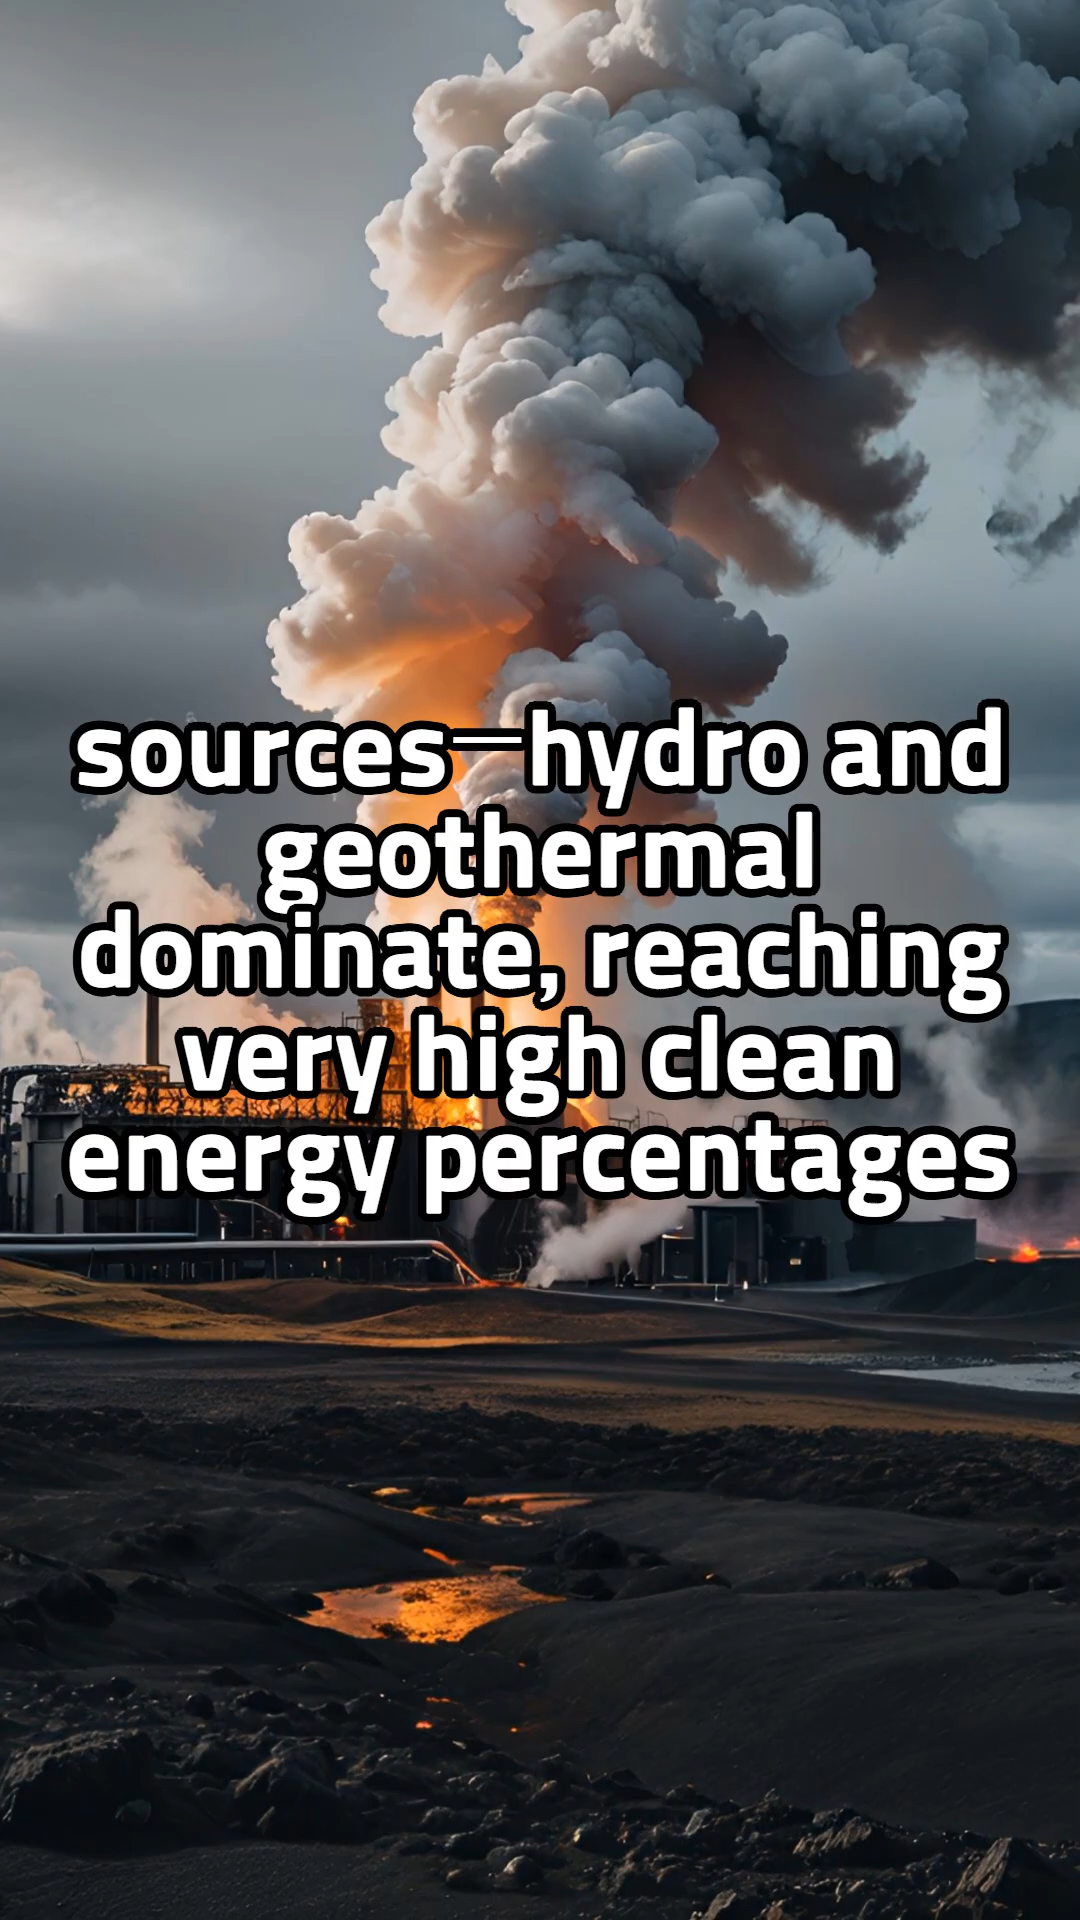 sources—hydro and
geothermal
dominate, reaching
very high clean
energy percentages